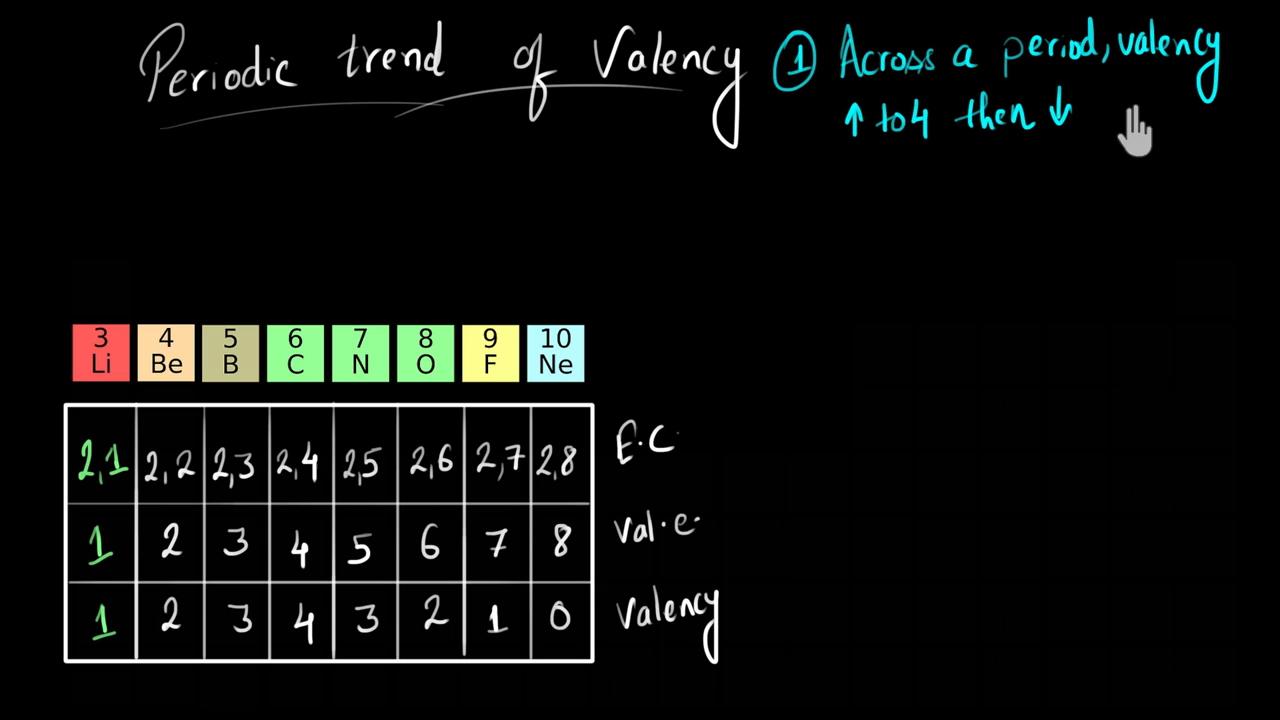 Periodic trend of Valency
① Across a period, valency
↑ to 4 then ↓
3 4 5 6 7 8 9 10
Li Be B C N O F Ne
2,1 2,2 2,3 2,4 2,5 2,6 2,7 2,8 E.C.
1 2 3 4 5 6 7 8 val.e.
1 2 3 4 3 2 1 0 Valency